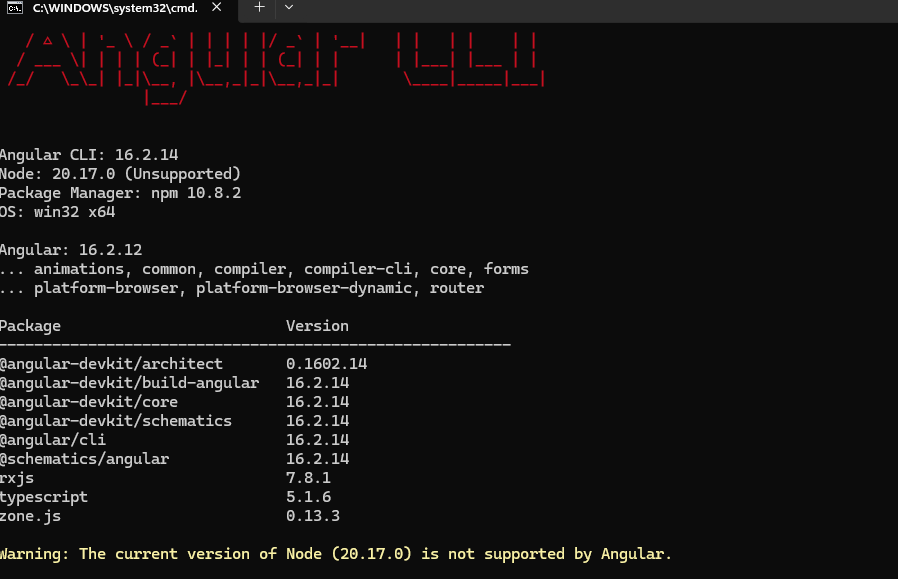 C:\WINDOWS\system32\cmd.
Angular CLI
Angular CLI: 16.2.14
Node: 20.17.0 (Unsupported)
Package Manager: npm 10.8.2
OS: win32 x64
Angular: 16.2.12
... animations, common, compiler, compiler-cli, core, forms
... platform-browser, platform-browser-dynamic, router
Package Version
@angular-devkit/architect 0.1602.14
@angular-devkit/build-angular 16.2.14
@angular-devkit/core 16.2.14
@angular-devkit/schematics 16.2.14
@angular/cli 16.2.14
@schematics/angular 16.2.14
rxjs 7.8.1
typescript 5.1.6
zone.js 0.13.3
Warning: The current version of Node (20.17.0) is not supported by Angular.